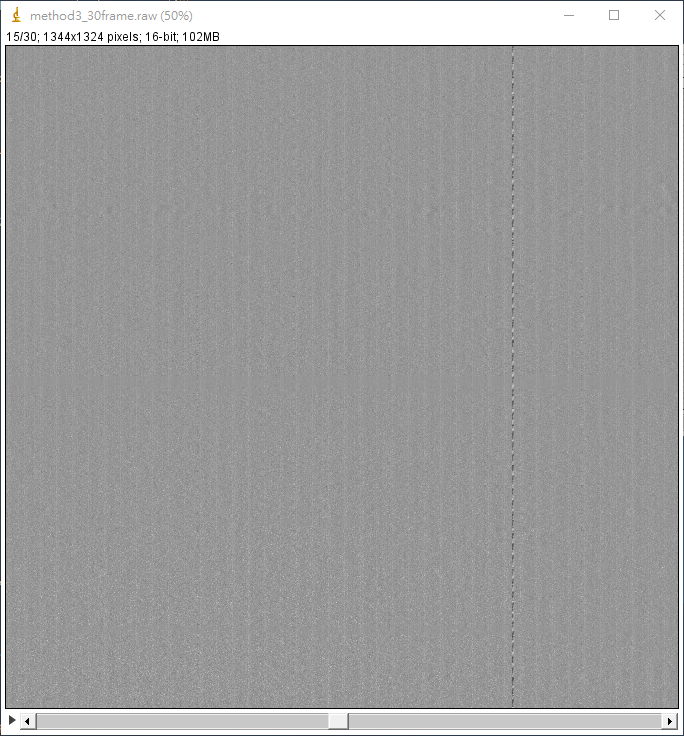 method3_30frame.raw (50%)
15/30; 1344x1324 pixels; 16-bit; 102MB